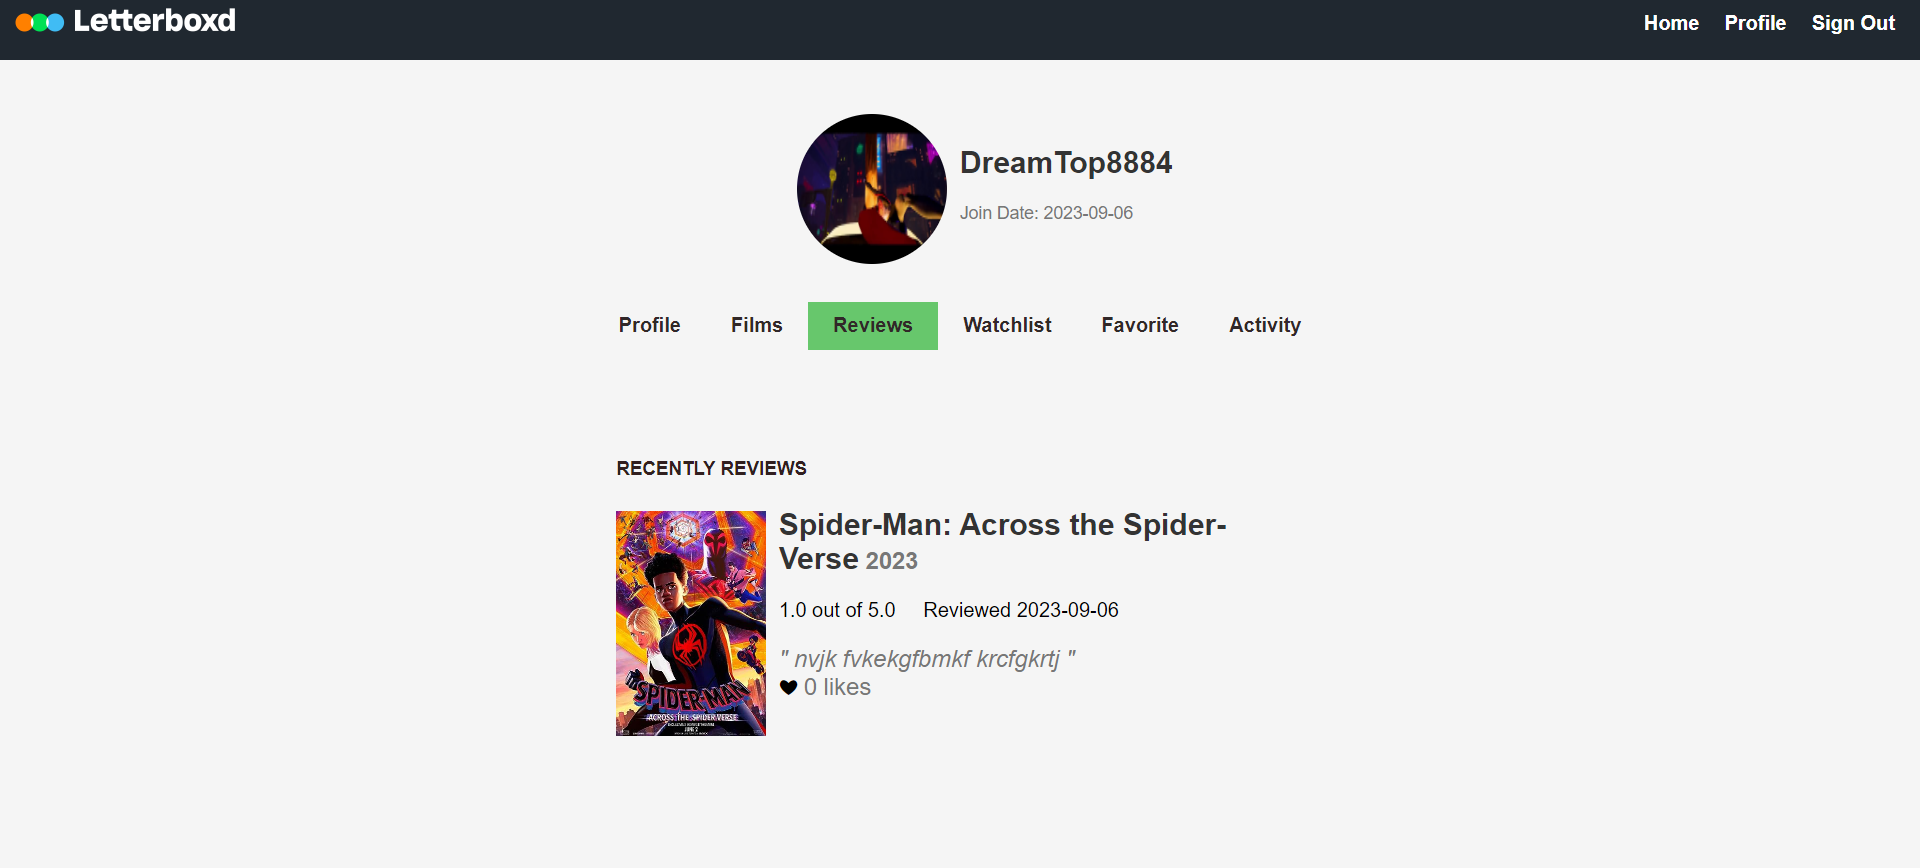 Letterboxd
Home Profile Sign Out
DreamTop8884
Join Date: 2023-09-06
Profile Films Reviews Watchlist Favorite Activity
RECENTLY REVIEWS
Spider-Man: Across the Spider-
Verse 2023
1.0 out of 5.0 Reviewed 2023-09-06
" nvjk fvkekgfbmkf krcfgkrtj "
0 likes
SPIDER-MAN
ACROSS THE SPIDER-VERSE
JUNE 2